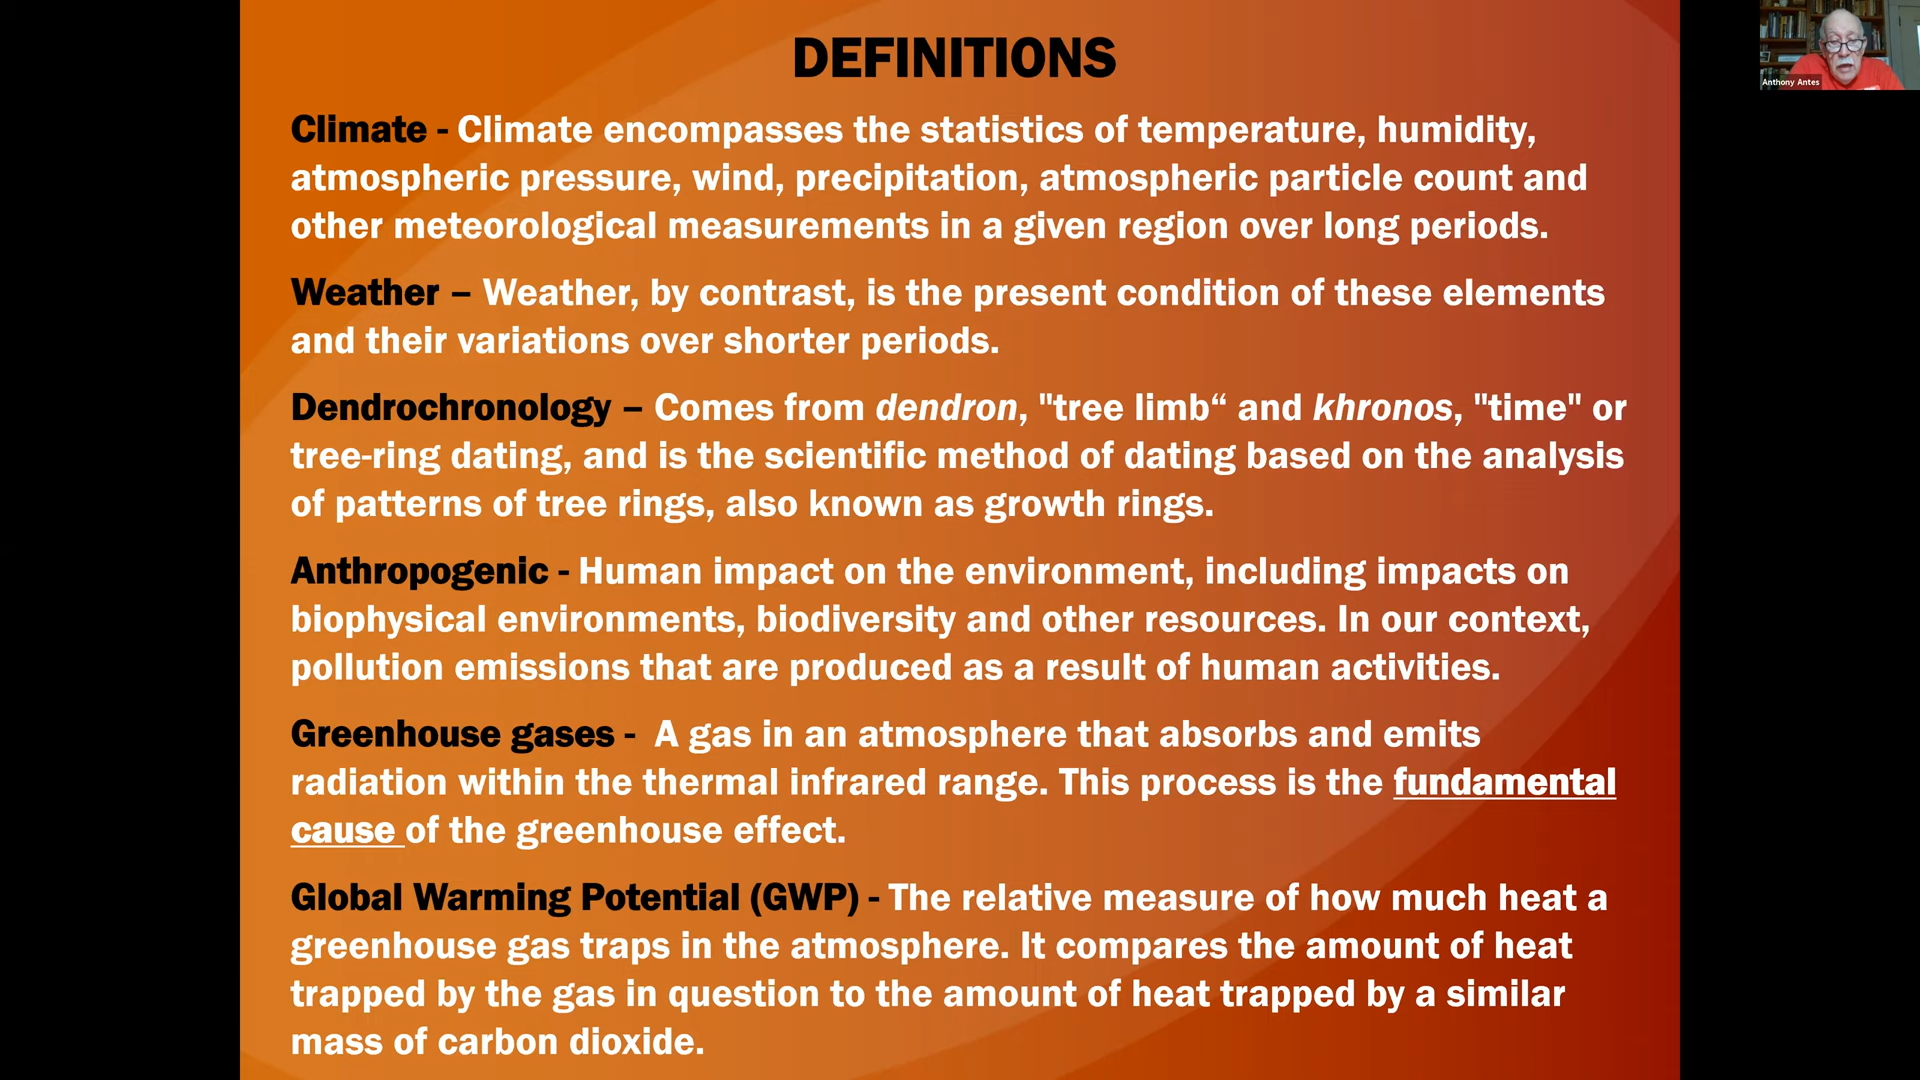 DEFINITIONS
Anthony Antes
Climate - Climate encompasses the statistics of temperature, humidity,
atmospheric pressure, wind, precipitation, atmospheric particle count and
other meteorological measurements in a given region over long periods.
Weather – Weather, by contrast, is the present condition of these elements
and their variations over shorter periods.
Dendrochronology – Comes from dendron, "tree limb“ and khronos, "time" or
tree-ring dating, and is the scientific method of dating based on the analysis
of patterns of tree rings, also known as growth rings.
Anthropogenic - Human impact on the environment, including impacts on
biophysical environments, biodiversity and other resources. In our context,
pollution emissions that are produced as a result of human activities.
Greenhouse gases - A gas in an atmosphere that absorbs and emits
radiation within the thermal infrared range. This process is the fundamental
cause of the greenhouse effect.
Global Warming Potential (GWP) - The relative measure of how much heat a
greenhouse gas traps in the atmosphere. It compares the amount of heat
trapped by the gas in question to the amount of heat trapped by a similar
mass of carbon dioxide.